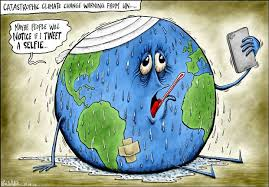 CATASTROPHIC CLIMATE CHANGE WARNING FROM UN...
MAYBE PEOPLE WILL
NOTICE IF I TWEET
A SELFIE..